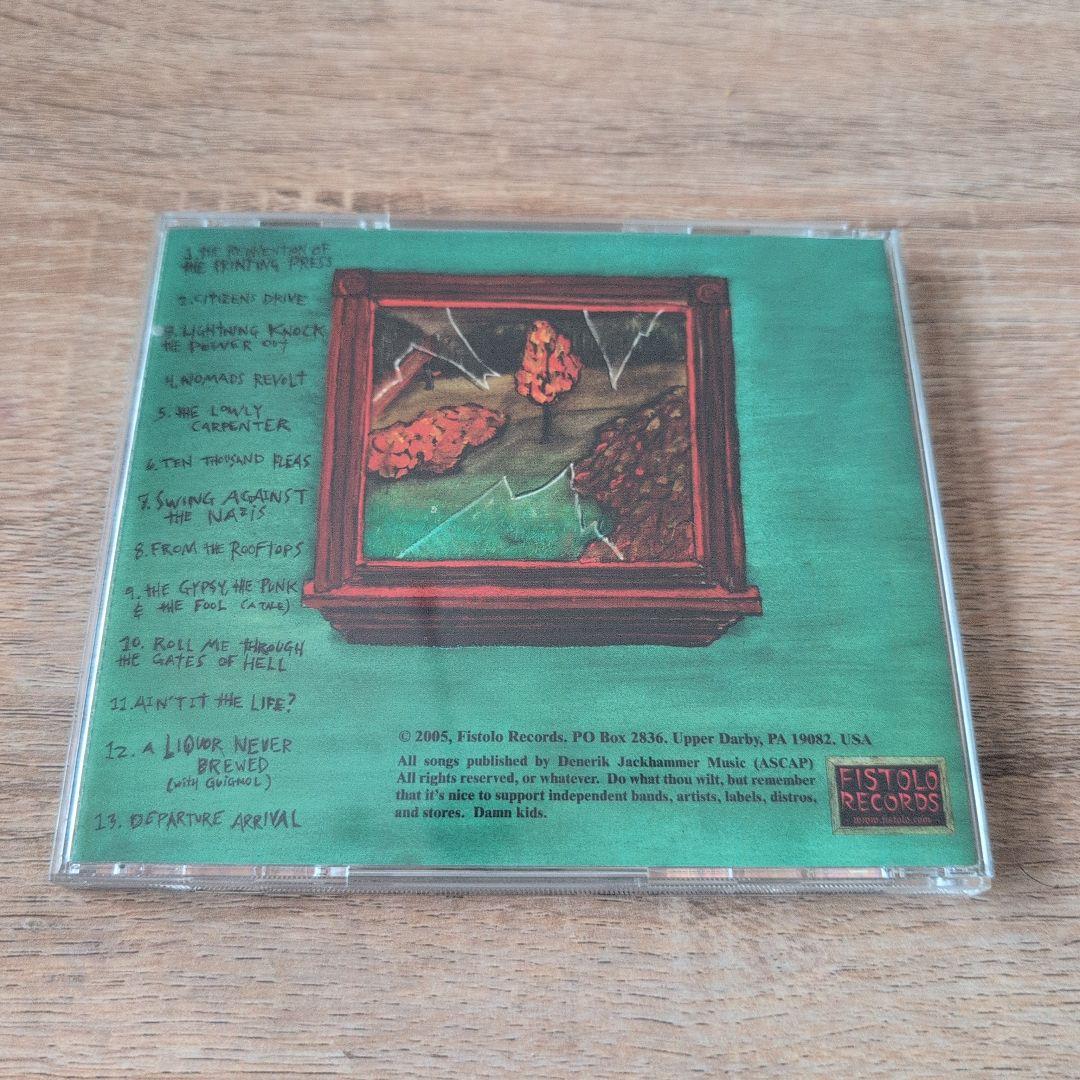 1. THE REINVENTION OF
THE PRINTING PRESS
2. CITIZENS DRIVE
3. LIGHTNING KNOCK
THE POWER OUT
4. NOMADS REVOLT
5. THE LOWLY
CARPENTER
6. TEN THOUSAND FLEAS
7. SWING AGAINST
THE NAZIS
8. FROM THE ROOFTOPS
9. THE GYPSY, THE PUNK
& THE FOOL (A TALE)
10. ROLL ME THROUGH
THE GATES OF HELL
11. AIN'T IT THE LIFE?
12. A LIQUOR NEVER
BREWED
(WITH GUIGNOL)
13. DEPARTURE ARRIVAL
© 2005, Fistolo Records. PO Box 2836. Upper Darby, PA 19082. USA
All songs published by Denerik Jackhammer Music (ASCAP)
All rights reserved, or whatever. Do what thou wilt, but remember
that it's nice to support independent bands, artists, labels, distros,
and stores. Damn kids.
FISTOLO
RECORDS
www.fistolo.com